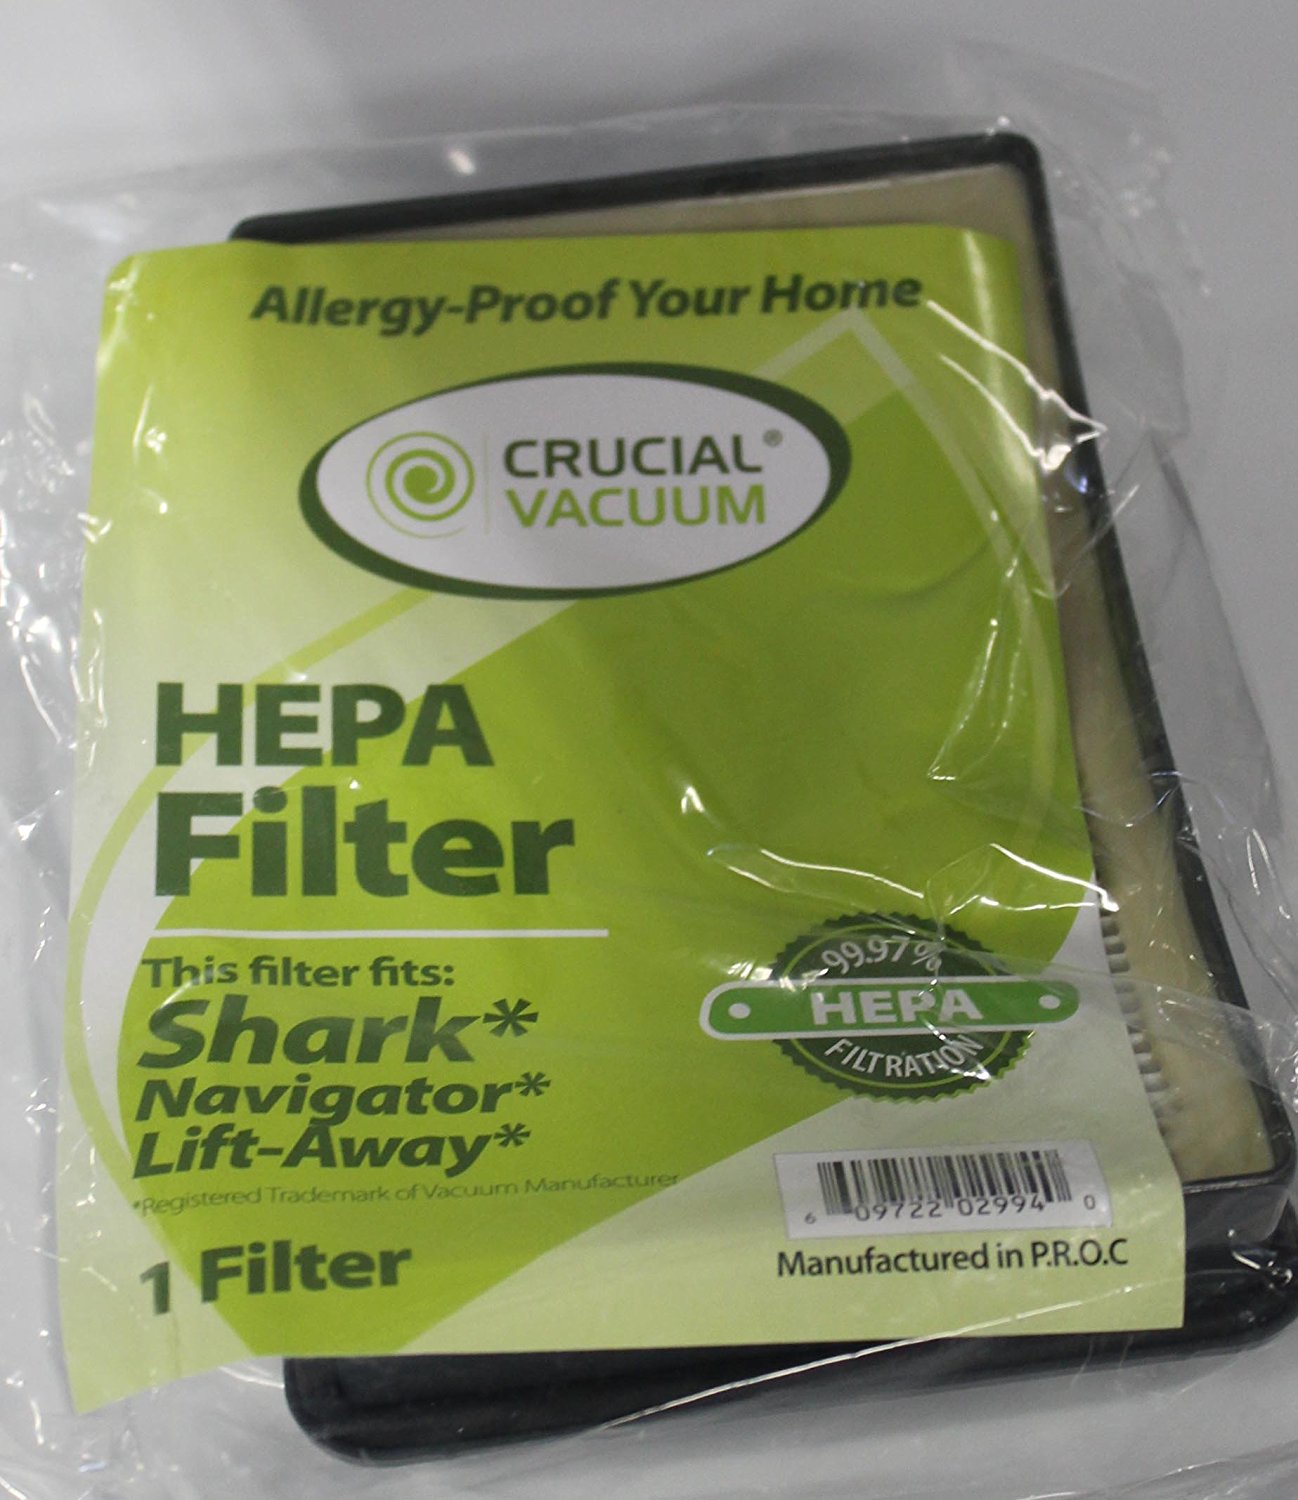 Allergy-Proof Your Home
CRUCIAL®
VACUUM
HEPA
Filter
This filter fits:
Shark*
Navigator*
Lift-Away*
*Registered Trademark of Vacuum Manufacturer
1 Filter
99.97%
HEPA
FILTRATION
6 09722 02994 0
Manufactured in P.R.O.C